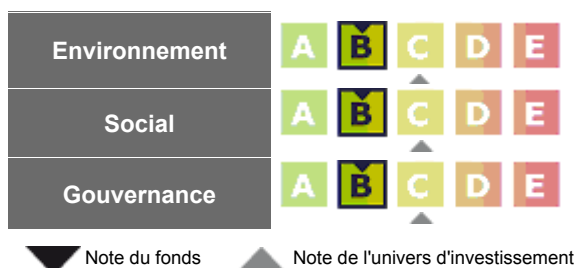 Environnement A B C D E
Social A B C D E
Gouvernance A B C D E
Note du fonds Note de l'univers d'investissement